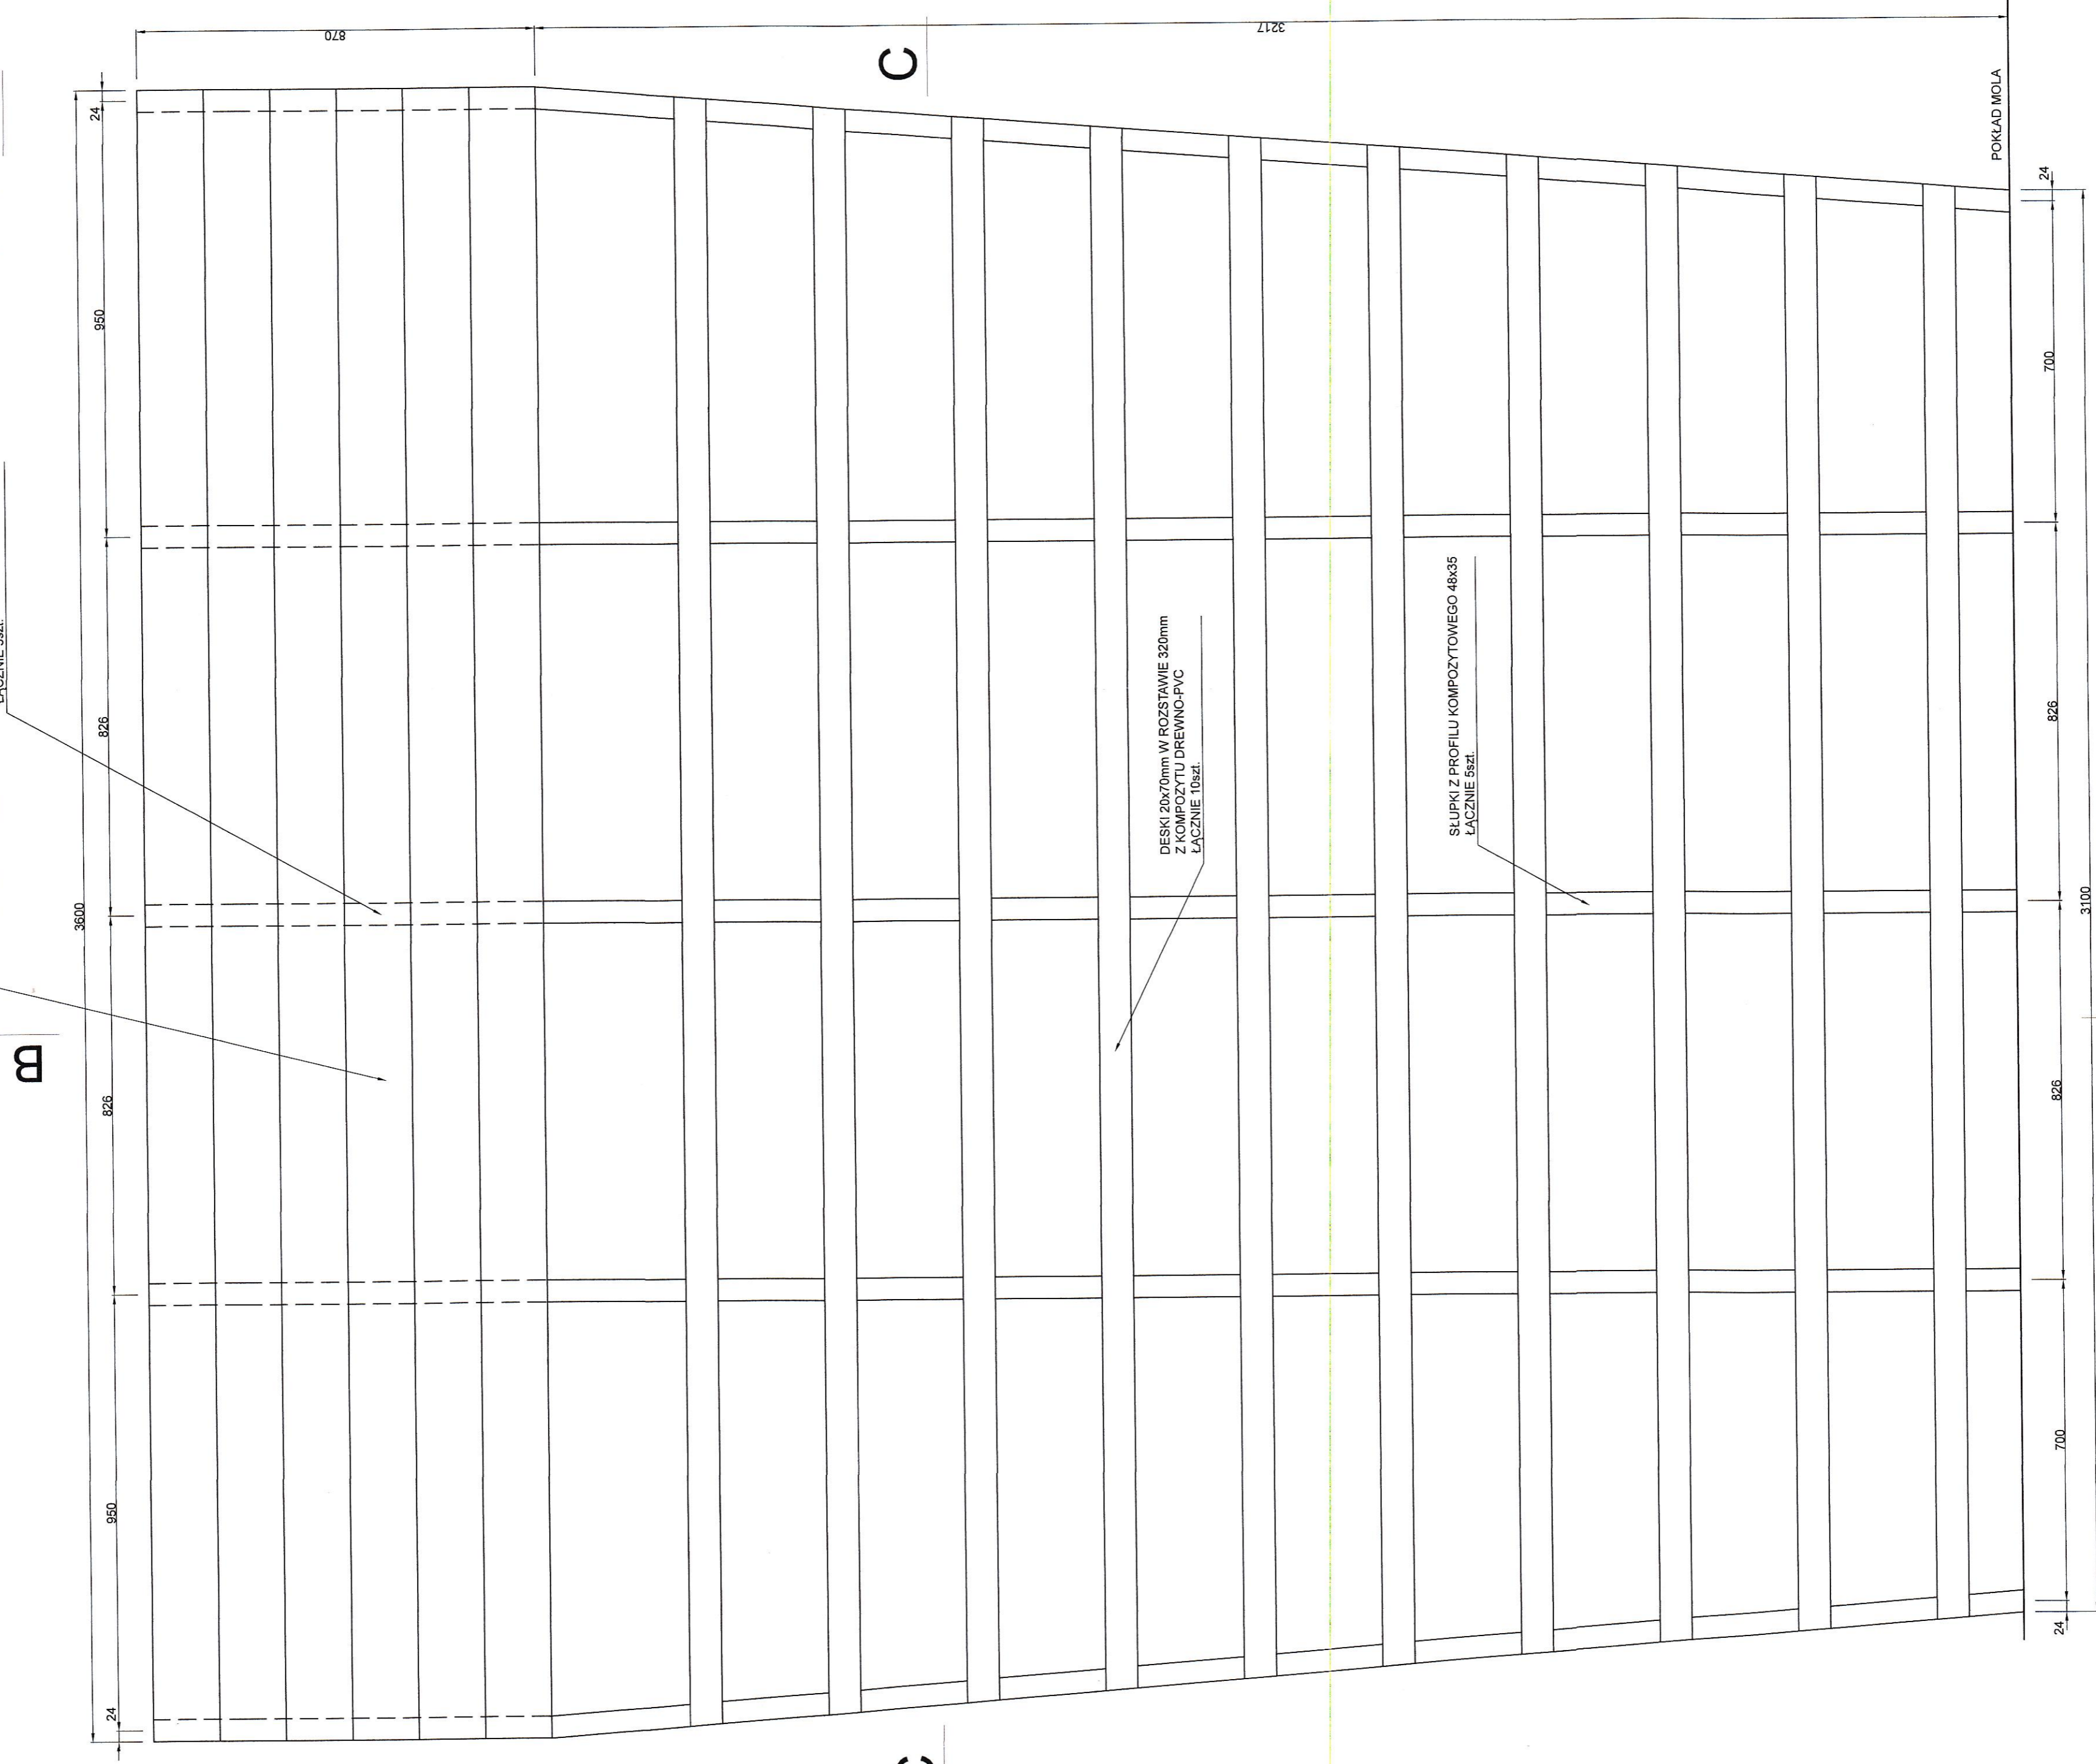 870
3217
C
POKŁAD MOLA
24
950
826
3600
826
950
24
B
DESKI 20x70mm W ROZSTAWIE 320mm
Z KOMPOZYTU DREWNO-PVC
ŁĄCZNIE 10szt.
SŁUPKI Z PROFILU KOMPOZYTOWEGO 48x35
ŁĄCZNIE 5szt.
24
700
826
3100
826
700
24
C